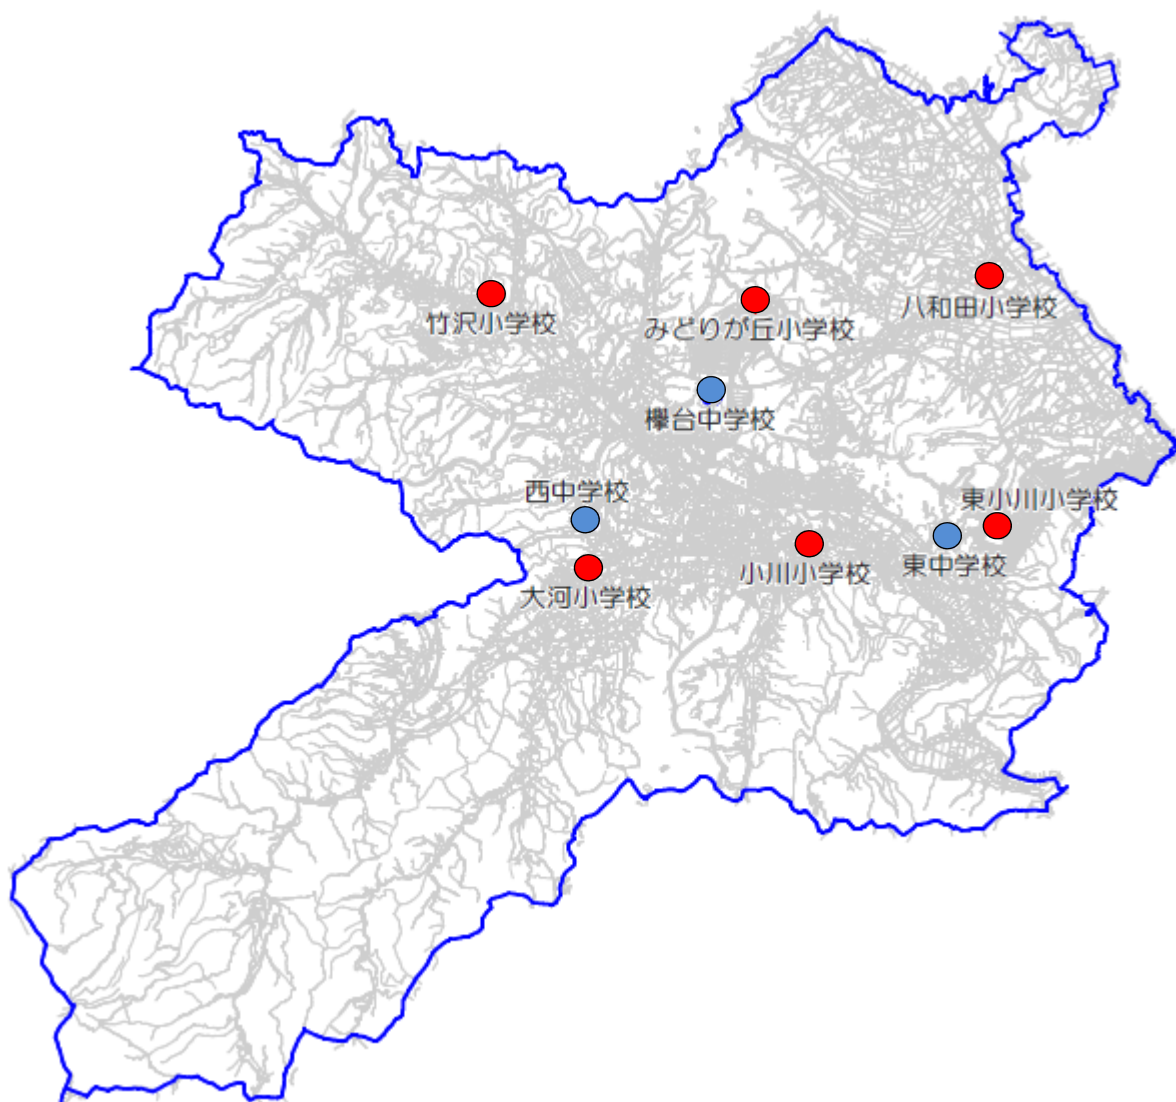 八和田小学校
竹沢小学校
みどりが丘小学校
欅台中学校
西中学校
東小川小学校
東中学校
小川小学校
大河小学校